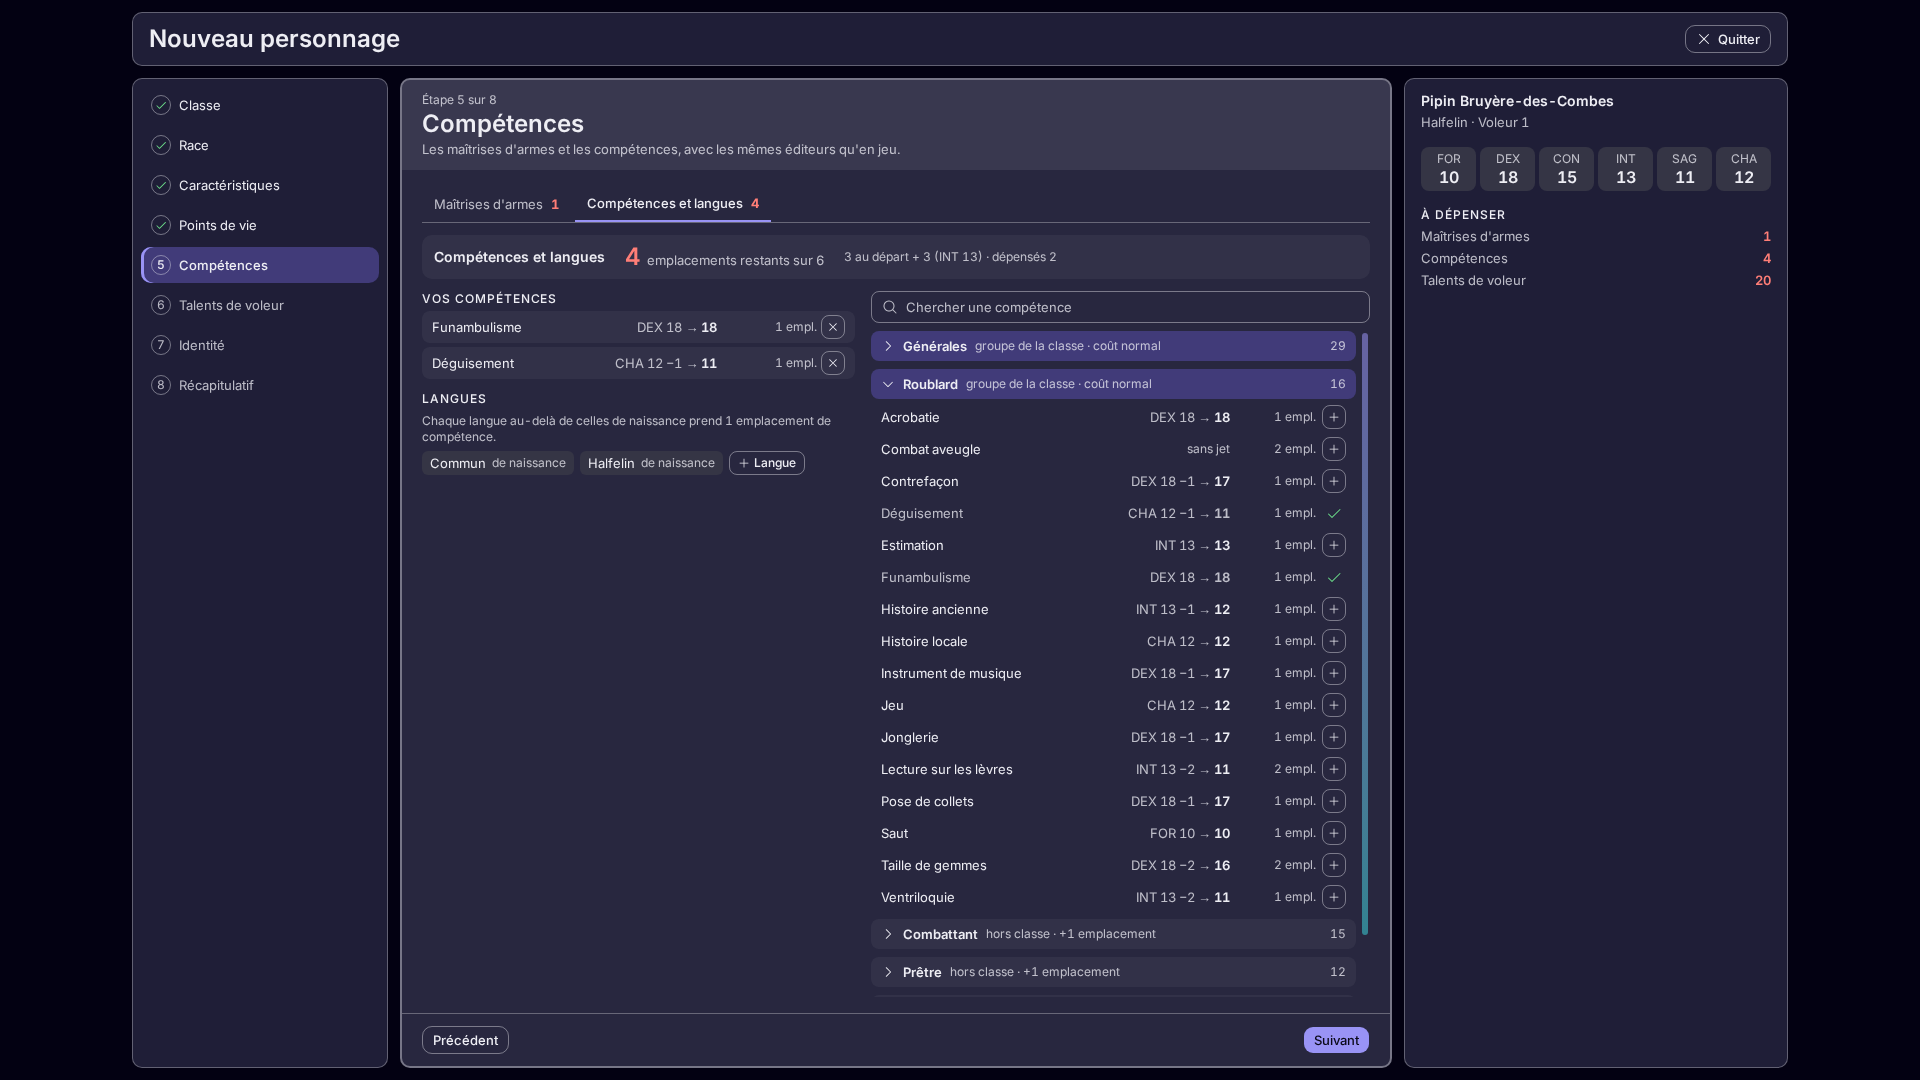 Nouveau personnage
Quitter
Classe
Race
Caractéristiques
Points de vie
5 Compétences
6 Talents de voleur
7 Identité
8 Récapitulatif
Étape 5 sur 8
Compétences
Les maîtrises d'armes et les compétences, avec les mêmes éditeurs qu'en jeu.
Maîtrises d'armes 1
Compétences et langues 4
Compétences et langues 4 emplacements restants sur 6 3 au départ + 3 (INT 13) · dépensés 2
VOS COMPÉTENCES
Funambulisme DEX 18 → 18 1 empl.
Déguisement CHA 12 −1 → 11 1 empl.
LANGUES
Chaque langue au-delà de celles de naissance prend 1 emplacement de
compétence.
Commun de naissance
Halfelin de naissance
+ Langue
Chercher une compétence
Générales groupe de la classe · coût normal 29
Roublard groupe de la classe · coût normal 16
Acrobatie DEX 18 → 18 1 empl. +
Combat aveugle sans jet 2 empl. +
Contrefaçon DEX 18 −1 → 17 1 empl. +
Déguisement CHA 12 −1 → 11 1 empl.
Estimation INT 13 → 13 1 empl. +
Funambulisme DEX 18 → 18 1 empl.
Histoire ancienne INT 13 −1 → 12 1 empl. +
Histoire locale CHA 12 → 12 1 empl. +
Instrument de musique DEX 18 −1 → 17 1 empl. +
Jeu CHA 12 → 12 1 empl. +
Jonglerie DEX 18 −1 → 17 1 empl. +
Lecture sur les lèvres INT 13 −2 → 11 2 empl. +
Pose de collets DEX 18 −1 → 17 1 empl. +
Saut FOR 10 → 10 1 empl. +
Taille de gemmes DEX 18 −2 → 16 2 empl. +
Ventriloquie INT 13 −2 → 11 1 empl. +
Combattant hors classe · +1 emplacement 15
Prêtre hors classe · +1 emplacement 12
Précédent
Suivant
Pipin Bruyère-des-Combes
Halfelin · Voleur 1
FOR DEX CON INT SAG CHA
10 18 15 13 11 12
À DÉPENSER
Maîtrises d'armes 1
Compétences 4
Talents de voleur 20